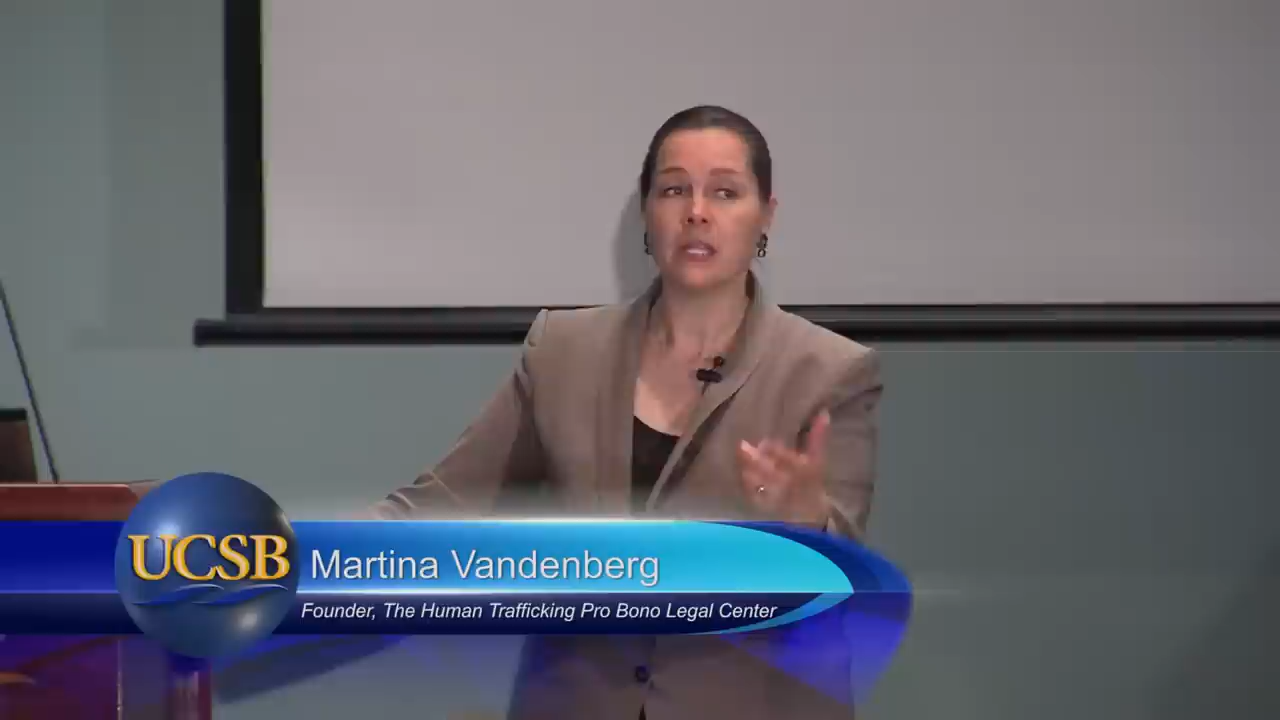 UCSB
Martina Vandenberg
Founder, The Human Trafficking Pro Bono Legal Center